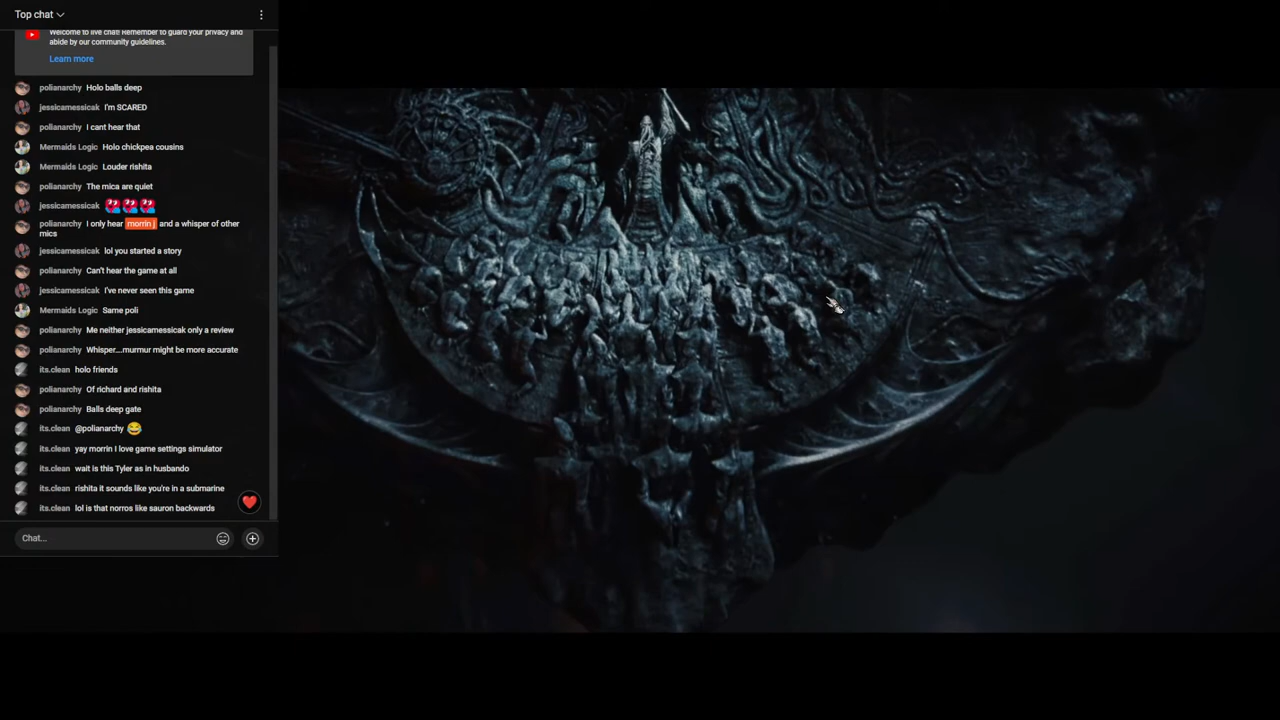 Top chat
Welcome to live chat! Remember to guard your privacy and
abide by our community guidelines.
Learn more
polianarchy Holo balls deep
jessicamessicak I'm SCARED
polianarchy I cant hear that
Mermaids Logic Holo chickpea cousins
Mermaids Logic Louder rishita
polianarchy The mica are quiet
jessicamessicak
polianarchy I only hear morrin j and a whisper of other
mics
jessicamessicak lol you started a story
polianarchy Can't hear the game at all
jessicamessicak I've never seen this game
Mermaids Logic Same poli
polianarchy Me neither jessicamessicak only a review
polianarchy Whisper....murmur might be more accurate
its.clean holo friends
polianarchy Of richard and rishita
polianarchy Balls deep gate
its.clean @polianarchy 😂
its.clean yay morrin I love game settings simulator
its.clean wait is this Tyler as in husbando
its.clean rishita it sounds like you're in a submarine
its.clean lol is that norros like sauron backwards
Chat...